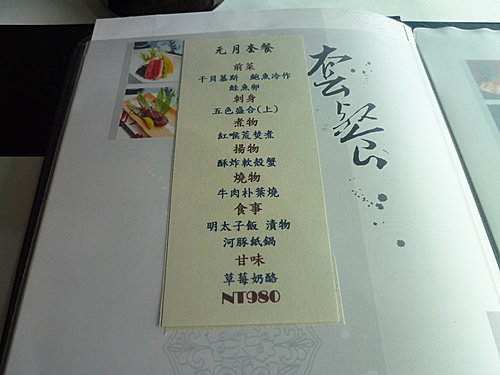 元月套餐
前菜
干貝慕斯 鮑魚冷作
鮭魚卵
刺身
五色盛合(上)
煮物
紅喉荒焚煮
揚物
酥炸軟殼蟹
燒物
牛肉朴葉燒
食事
明太子飯 漬物
河豚紙鍋
甘味
草莓奶酪
NT980
套餐